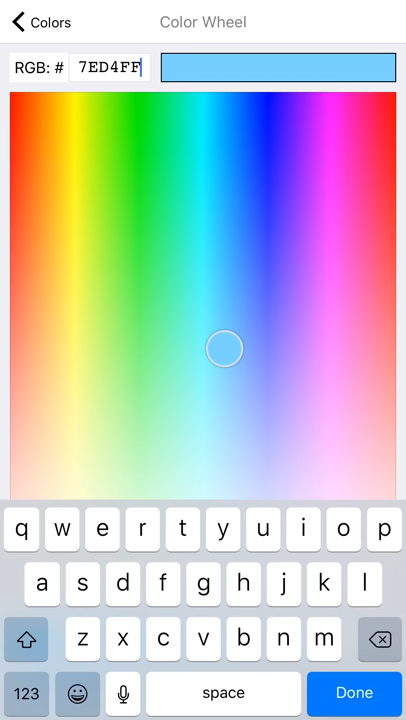 Colors
Color Wheel
RGB: # 7ED4FF
q w e r t y u i o p
a s d f g h j k l
z x c v b n m
123 space Done